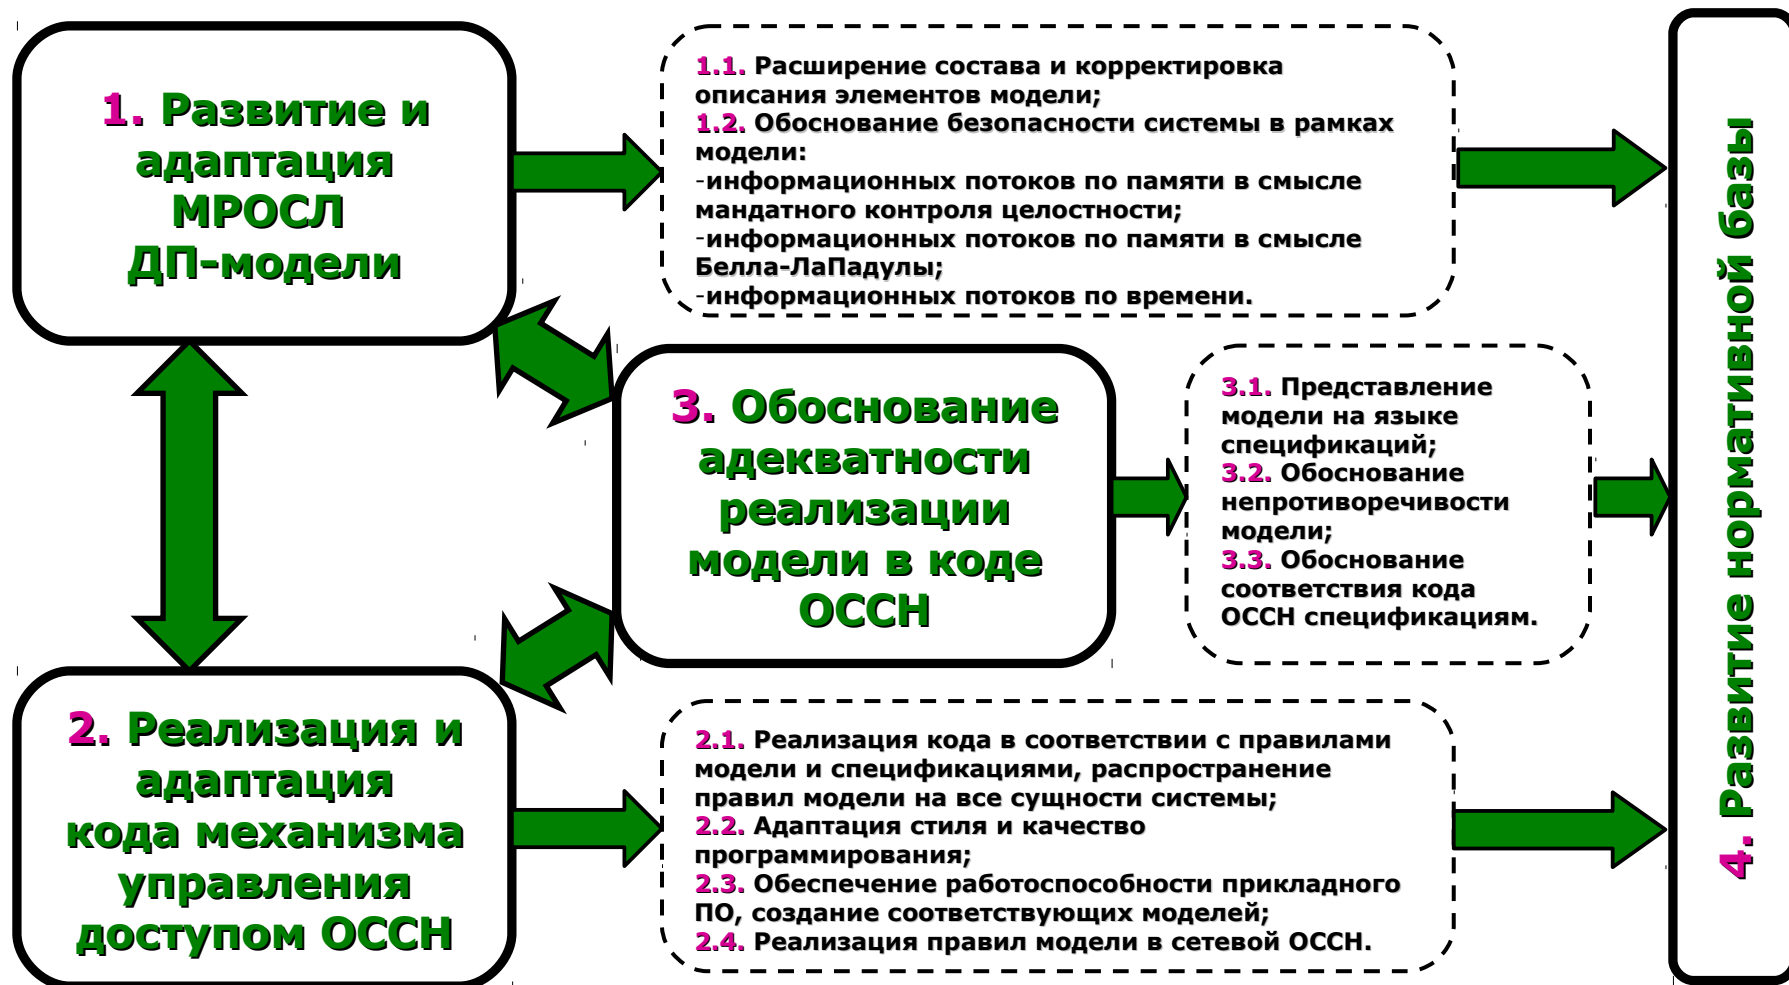 1. Развитие и
адаптация
МРОСЛ
ДП-модели
1.1. Расширение состава и корректировка
описания элементов модели;
1.2. Обоснование безопасности системы в рамках
модели:
-информационных потоков по памяти в смысле
мандатного контроля целостности;
-информационных потоков по памяти в смысле
Белла-ЛаПадулы;
-информационных потоков по времени.
3. Обоснование
адекватности
реализации
модели в коде
ОССН
3.1. Представление
модели на языке
спецификаций;
3.2. Обоснование
непротиворечивости
модели;
3.3. Обоснование
соответствия кода
ОССН спецификациям.
2. Реализация и
адаптация
кода механизма
управления
доступом ОССН
2.1. Реализация кода в соответствии с правилами
модели и спецификациями, распространение
правил модели на все сущности системы;
2.2. Адаптация стиля и качество
программирования;
2.3. Обеспечение работоспособности прикладного
ПО, создание соответствующих моделей;
2.4. Реализация правил модели в сетевой ОССН.
4. Развитие нормативной базы